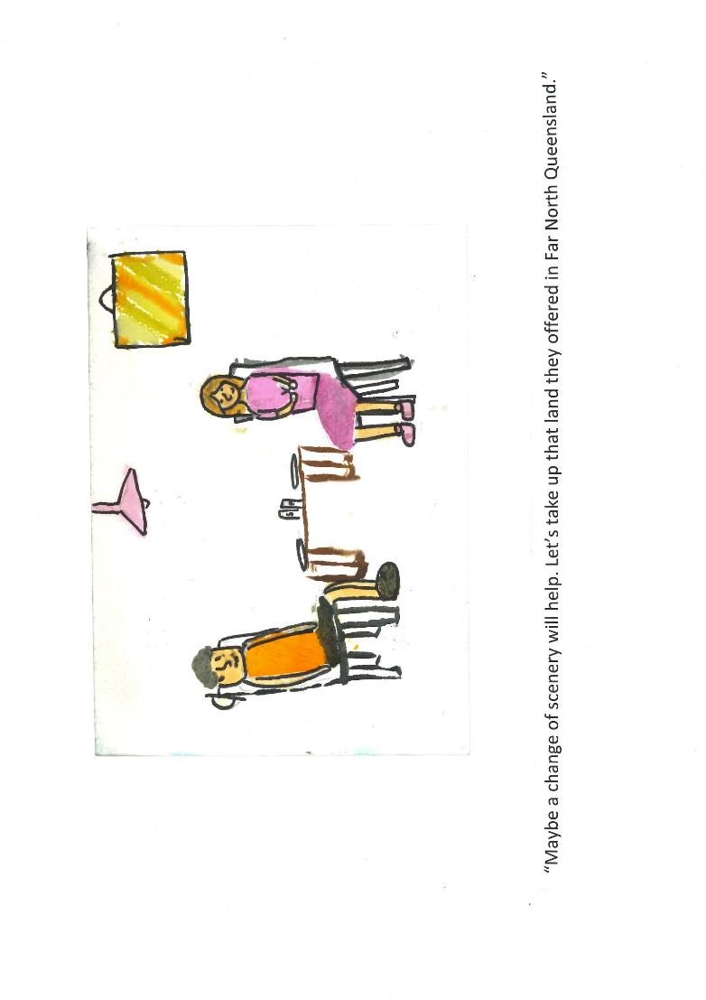 “Maybe a change of scenery will help. Let’s take up that land they offered in Far North Queensland.”